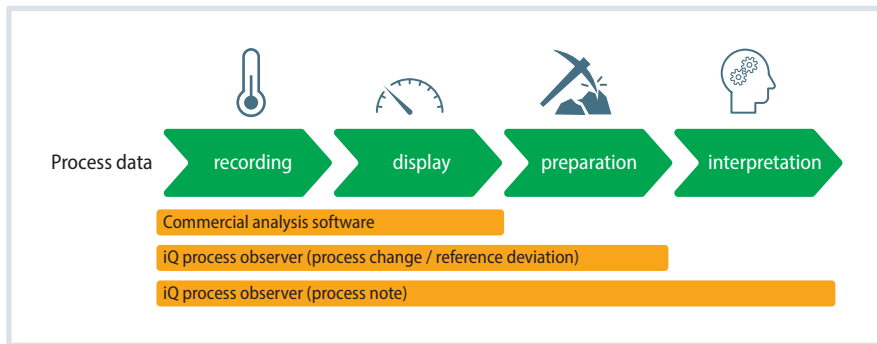 Process data recording display preparation interpretation
Commercial analysis software
iQ process observer (process change / reference deviation)
iQ process observer (process note)